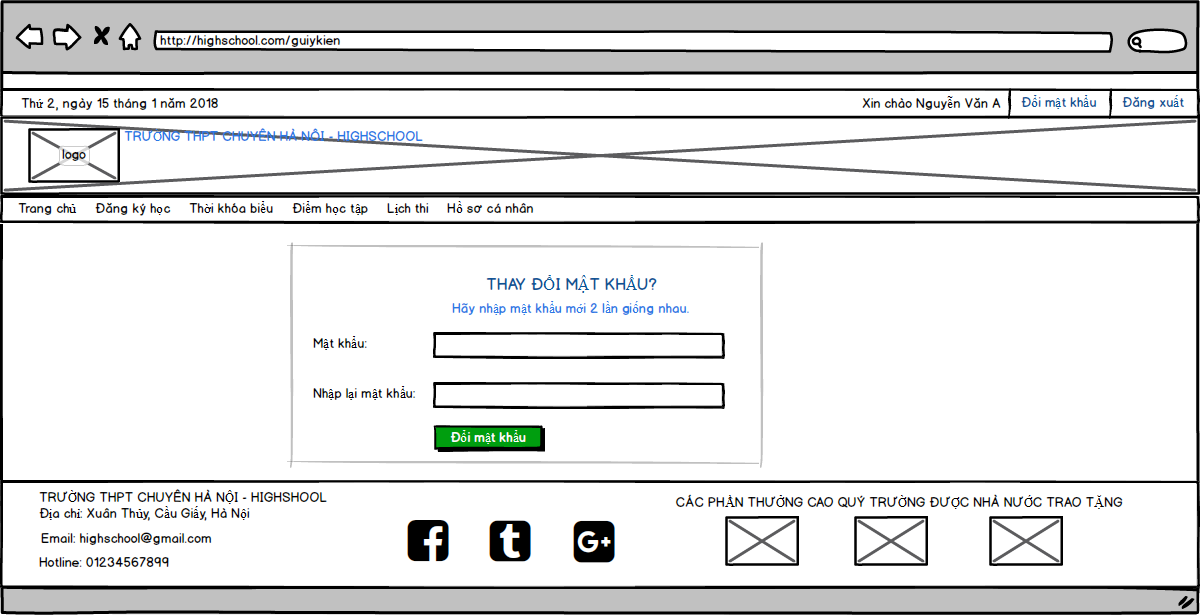 http://highschool.com/guiykien
Thứ 2, ngày 15 tháng 1 năm 2018
Xin chào Nguyễn Văn A
Đổi mật khẩu
Đăng xuất
TRƯỜNG THPT CHUYÊN HÀ NỘI - HIGHSCHOOL
logo
Trang chủ
Đăng ký học
Thời khóa biểu
Điểm học tập
Lịch thi
Hồ sơ cá nhân
THAY ĐỔI MẬT KHẨU?
Hãy nhập mật khẩu mới 2 lần giống nhau.
Mật khẩu:
Nhập lại mật khẩu:
Đổi mật khẩu
TRƯỜNG THPT CHUYÊN HÀ NỘI - HIGHSHOOL
Địa chỉ: Xuân Thủy, Cầu Giấy, Hà Nội
Email: highschool@gmail.com
Hotline: 01234567899
f
t
G+
CÁC PHẦN THƯỞNG CAO QUÝ TRƯỜNG ĐƯỢC NHÀ NƯỚC TRAO TẶNG